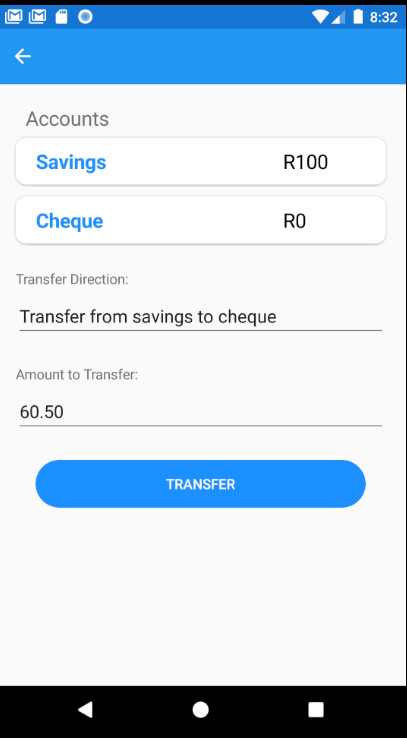 8:32
Accounts
Savings R100
Cheque R0
Transfer Direction:
Transfer from savings to cheque
Amount to Transfer:
60.50
TRANSFER